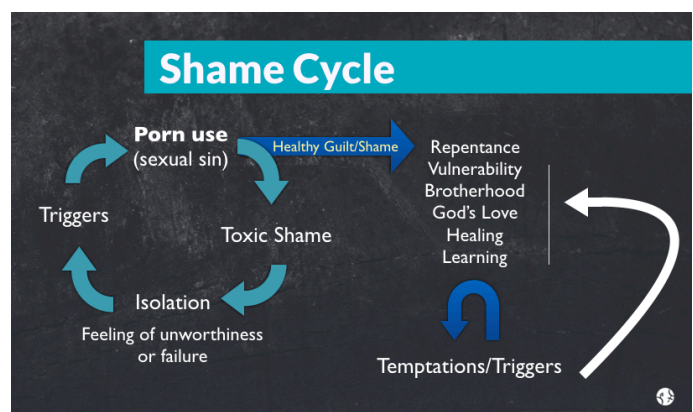 Shame Cycle
Porn use
(sexual sin)
Healthy Guilt/Shame
Repentance
Vulnerability
Brotherhood
God's Love
Healing
Learning
Triggers
Toxic Shame
Isolation
Feeling of unworthiness
or failure
Temptations/Triggers